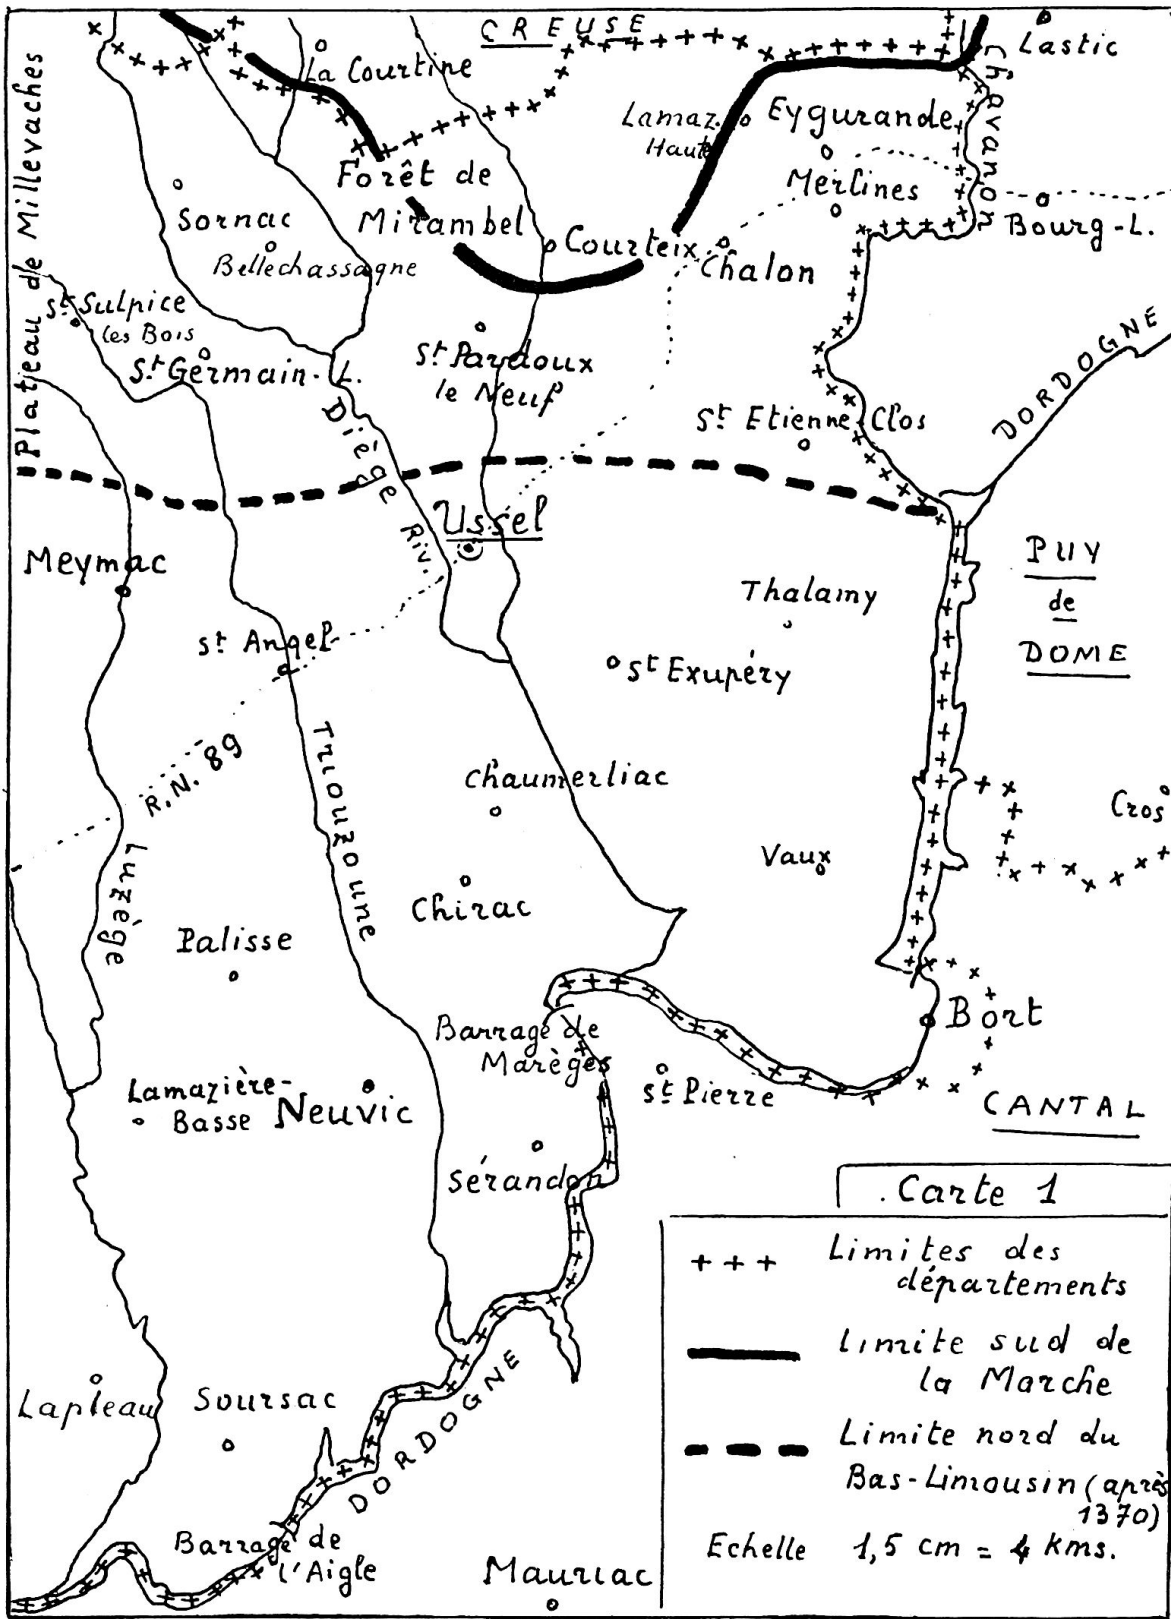 CREUSE
Lastic
La Courtine
Plateau de Millevaches
Chavanon
Lamaz.
Haute
Eygurande
Forêt de
Mirambel
Merlines
Sornac
Bellechassagne
Courteix
Chalon
Bourg-L.
St Sulpice
les Bois
St Germain-L.
St Pardoux
le Neuf
DORDOGNE
St Etienne-Clos
Diége Riv.
Ussel
Meymac
PUY
de
DOME
Thalamy
St Angel
St Exupéry
R.N. 89
Triouzoune
Chaumerliac
Cros
Luzège
Vaux
Chirac
Palisse
Bort
Barrage de
Marèges
St Pierre
Lamazière-
Basse
Neuvic
CANTAL
Sérandon
Lapleau
Soursac
DORDOGNE
Barrage de
l'Aigle
Mauriac
. Carte 1
+ + + Limites des
départements
Limite sud de
la Marche
Limite nord du
Bas-Limousin (après
1370)
Echelle 1,5 cm = 4 kms.